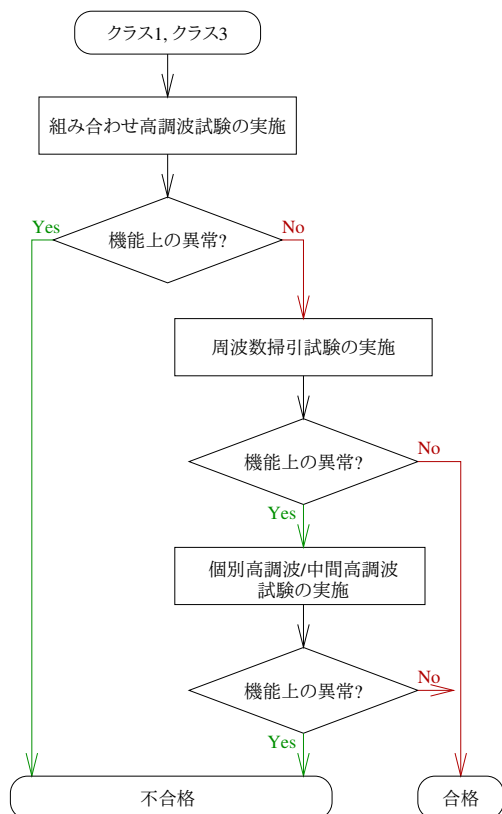 クラス1, クラス3
組み合わせ高調波試験の実施
機能上の異常?
Yes
No
周波数掃引試験の実施
機能上の異常?
No
Yes
個別高調波/中間高調波
試験の実施
機能上の異常?
No
Yes
不合格
合格